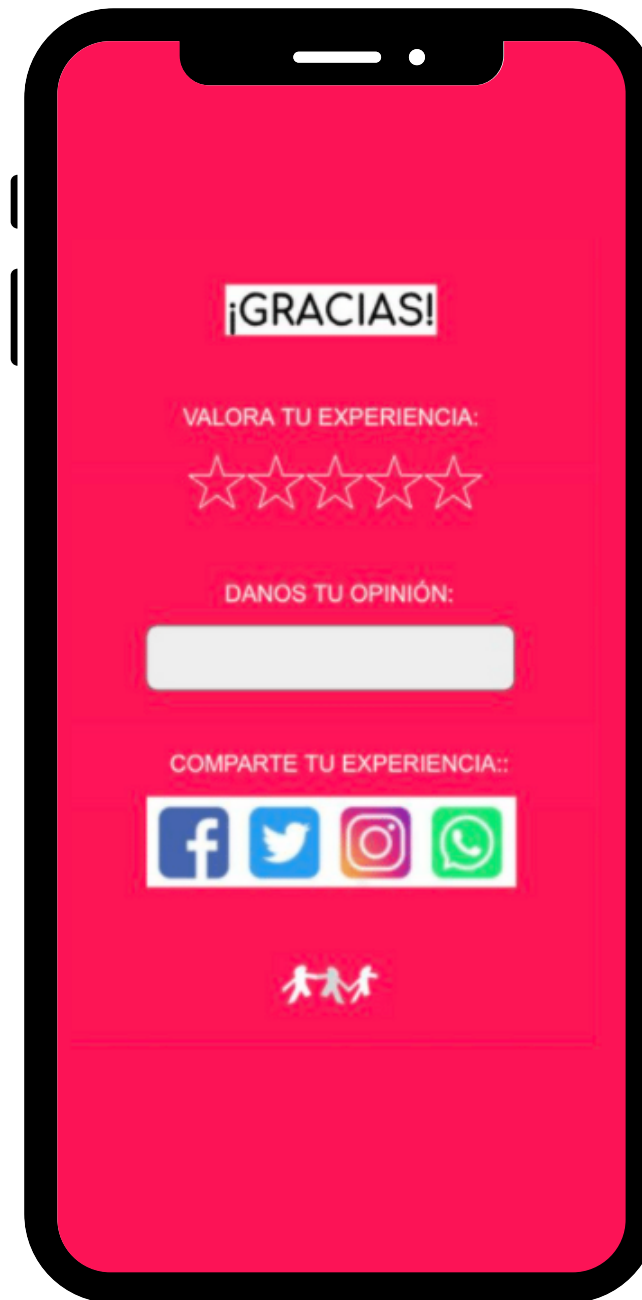 ¡GRACIAS!
VALORA TU EXPERIENCIA:
DANOS TU OPINIÓN:
COMPARTE TU EXPERIENCIA::